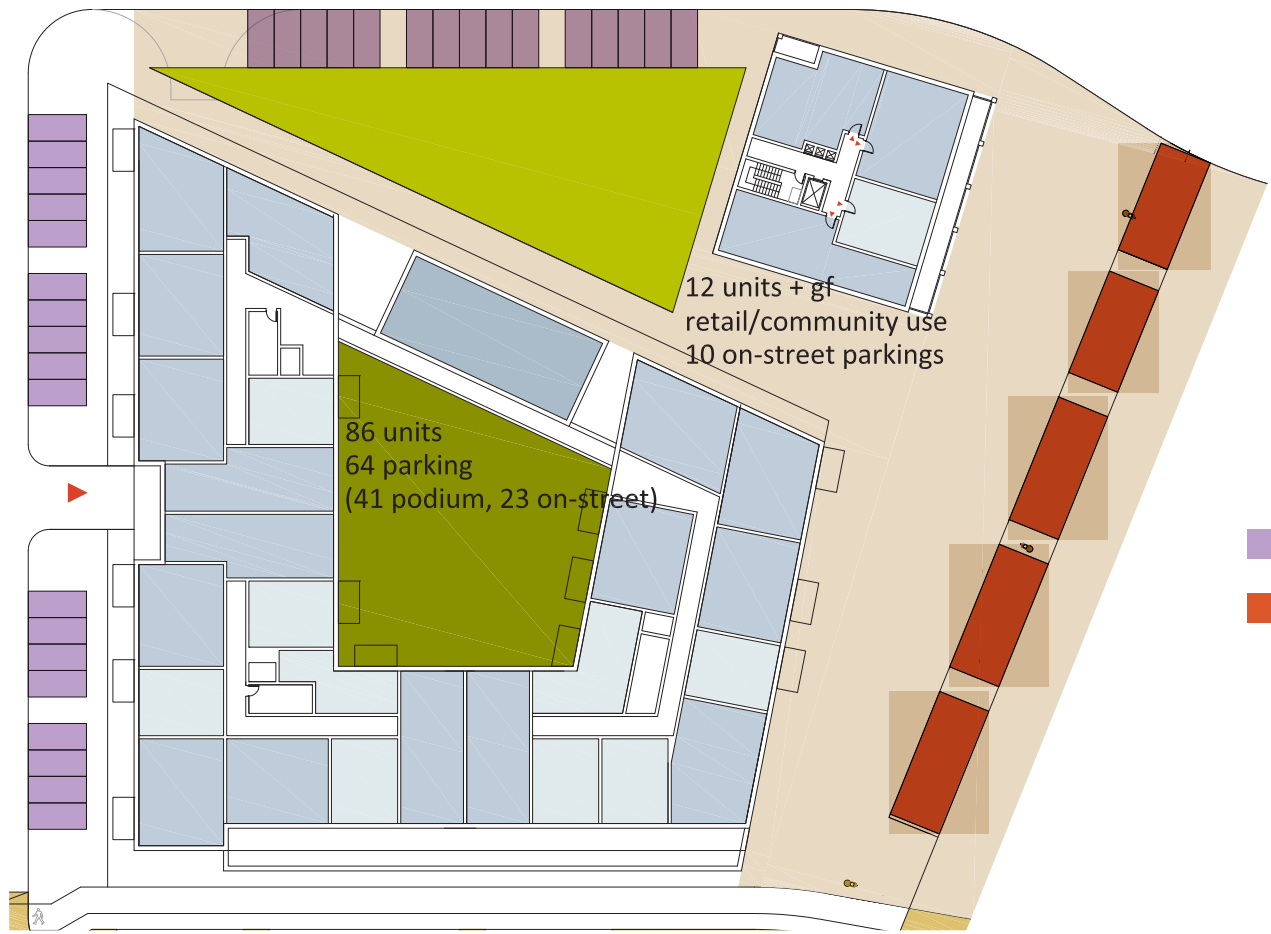 12 units + gf
retail/community use
10 on-street parkings
86 units
64 parking
(41 podium, 23 on-street)